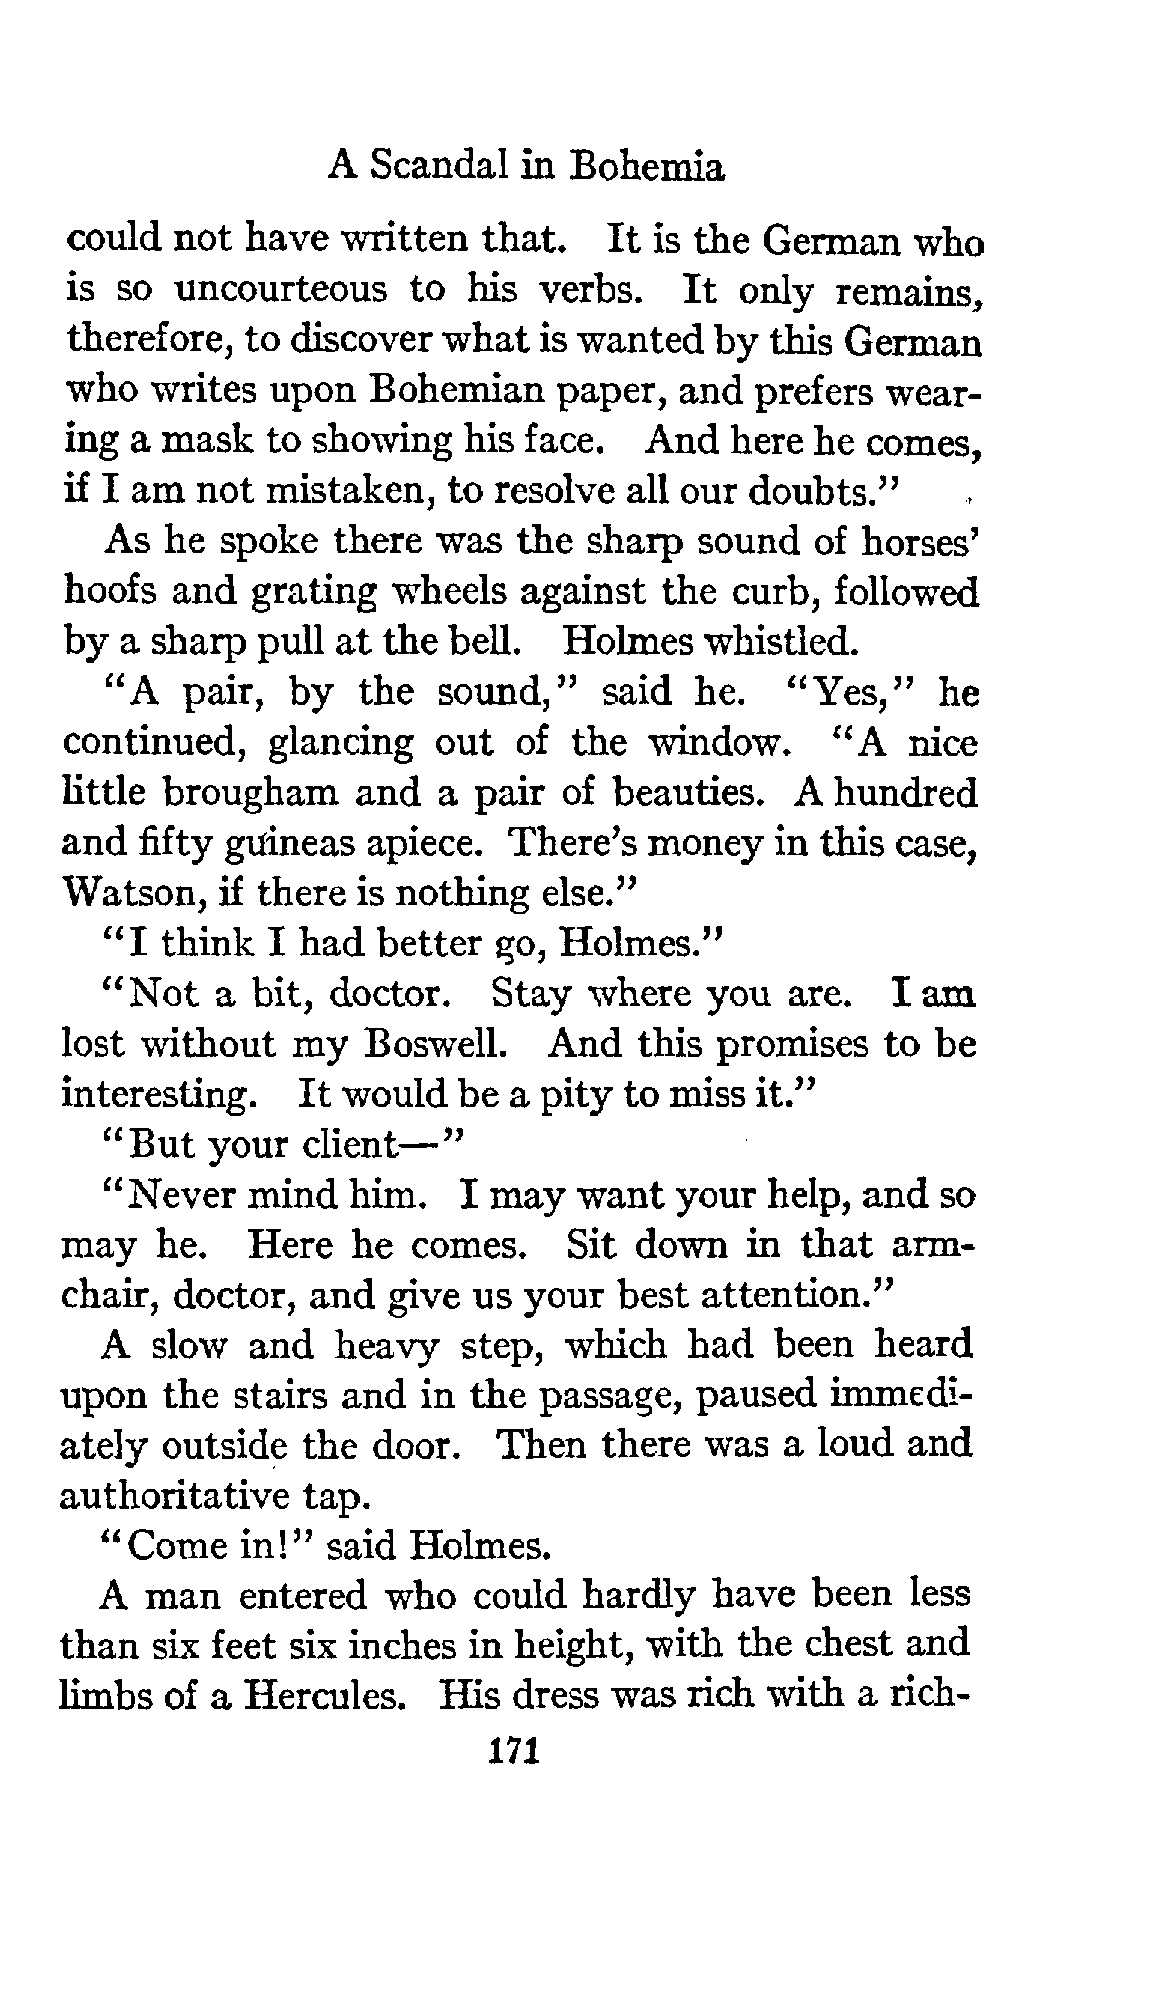 A Scandal in Bohemia
could not have written that. It is the German who
is so uncourteous to his verbs. It only remains,
therefore, to discover what is wanted by this German
who writes upon Bohemian paper, and prefers wear-
ing a mask to showing his face. And here he comes,
if I am not mistaken, to resolve all our doubts.”
As he spoke there was the sharp sound of horses’
hoofs and grating wheels against the curb, followed
by a sharp pull at the bell. Holmes whistled.
“A pair, by the sound,” said he. “Yes,” he
continued, glancing out of the window. “A nice
little brougham and a pair of beauties. A hundred
and fifty guineas apiece. There’s money in this case,
Watson, if there is nothing else.”
“I think I had better go, Holmes.”
“Not a bit, doctor. Stay where you are. I am
lost without my Boswell. And this promises to be
interesting. It would be a pity to miss it.”
“But your client—”
“Never mind him. I may want your help, and so
may he. Here he comes. Sit down in that arm-
chair, doctor, and give us your best attention.”
A slow and heavy step, which had been heard
upon the stairs and in the passage, paused immedi-
ately outside the door. Then there was a loud and
authoritative tap.
“Come in!” said Holmes.
A man entered who could hardly have been less
than six feet six inches in height, with the chest and
limbs of a Hercules. His dress was rich with a rich-
171